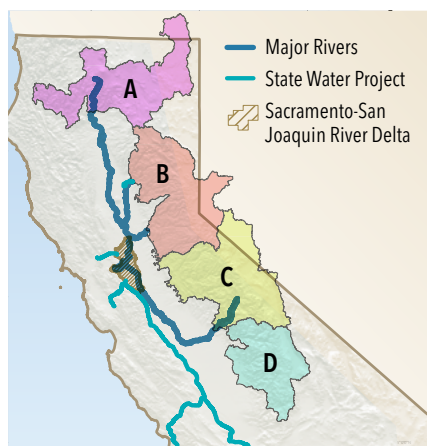 Major Rivers
State Water Project
Sacramento-San
Joaquin River Delta
A
B
C
D